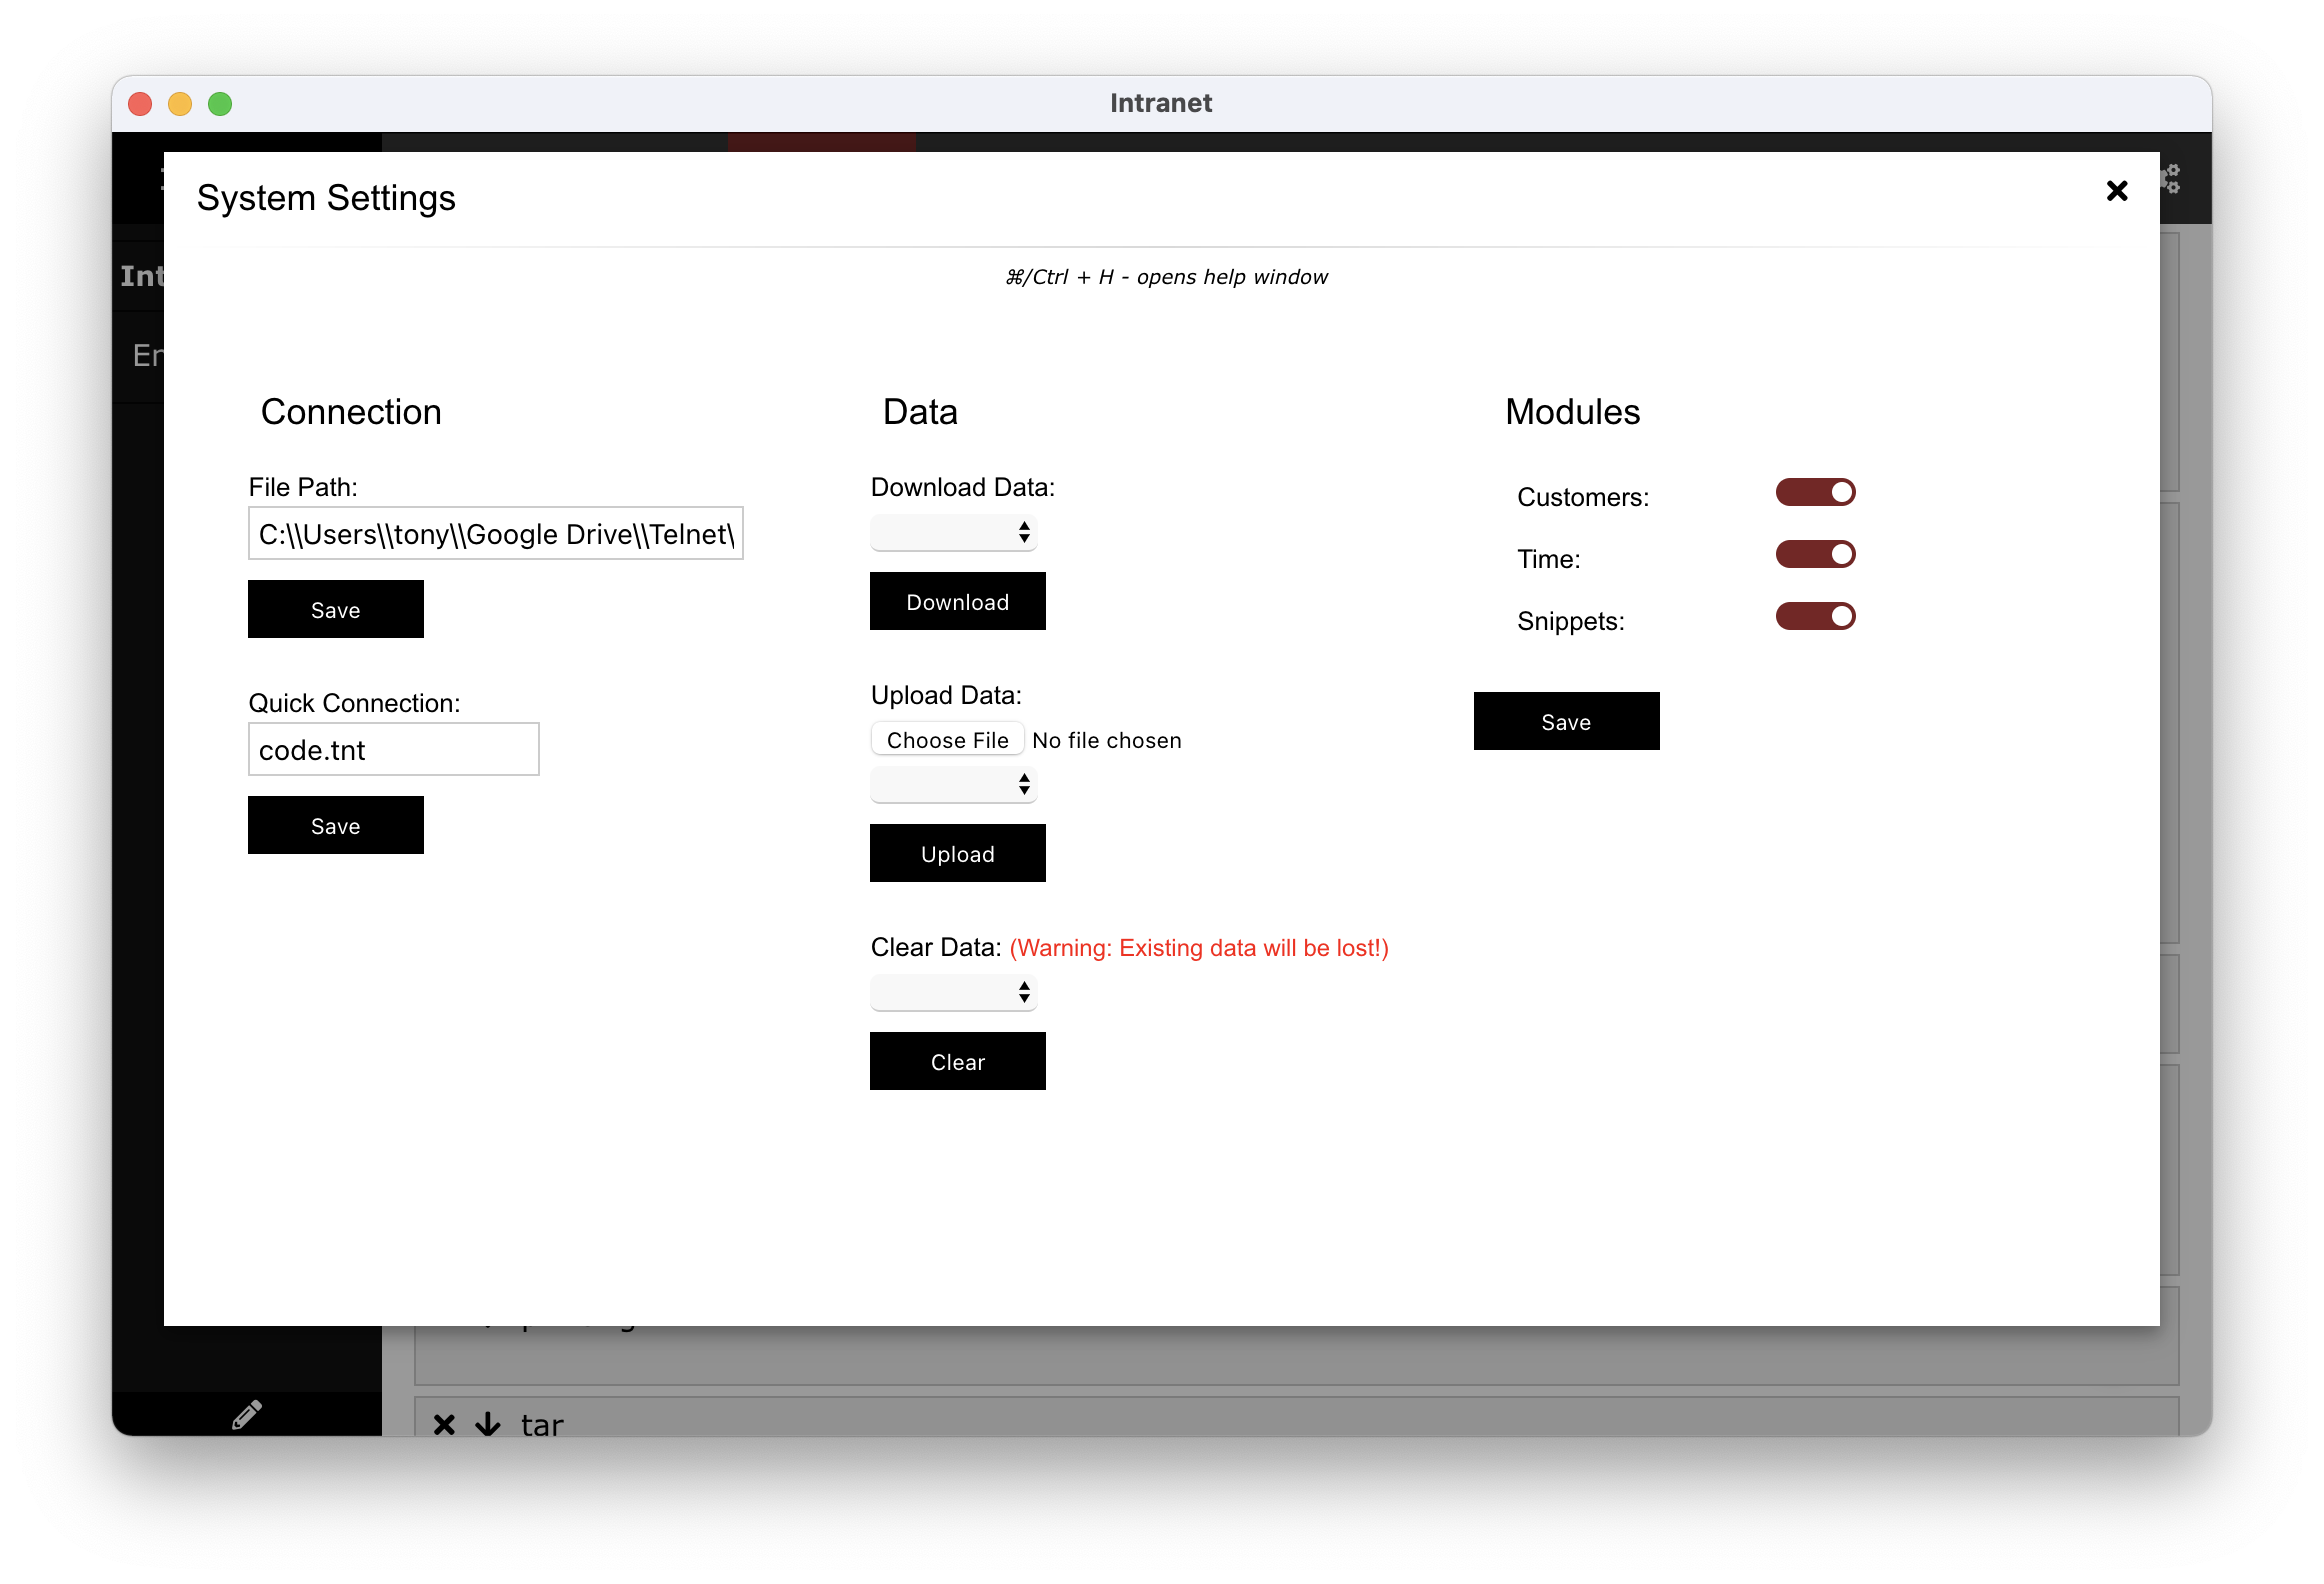 Intranet
System Settings
⌘/Ctrl + H - opens help window
Int
Connection
File Path:
C:\\Users\\tony\\Google Drive\\Telnet\
Save
Quick Connection:
code.tnt
Save
Data
Download Data:
Download
Upload Data:
Choose File No file chosen
Upload
Clear Data: (Warning: Existing data will be lost!)
Clear
Modules
Customers:
Time:
Snippets:
Save
tar